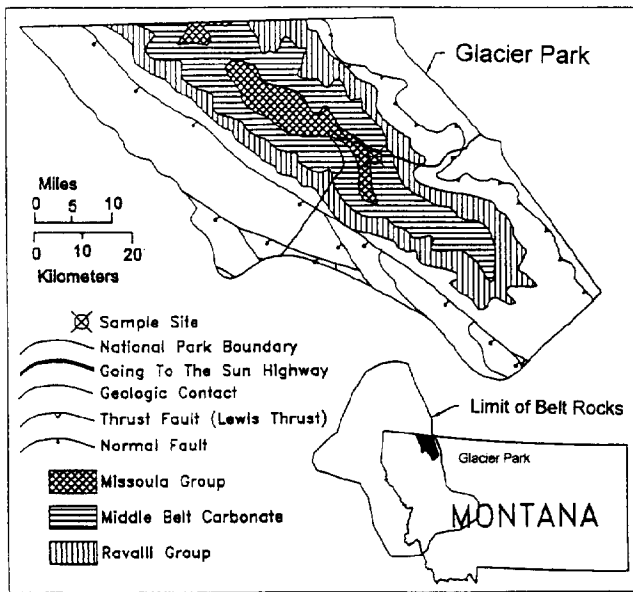 Glacier Park
Miles
0 5 10
0 10 20
Kilometers
Sample Site
National Park Boundary
Going To The Sun Highway
Geologic Contact
Thrust Fault (Lewis Thrust)
Normal Fault
Missoula Group
Middle Belt Carbonate
Ravalli Group
Limit of Belt Rocks
Glacier Park
MONTANA